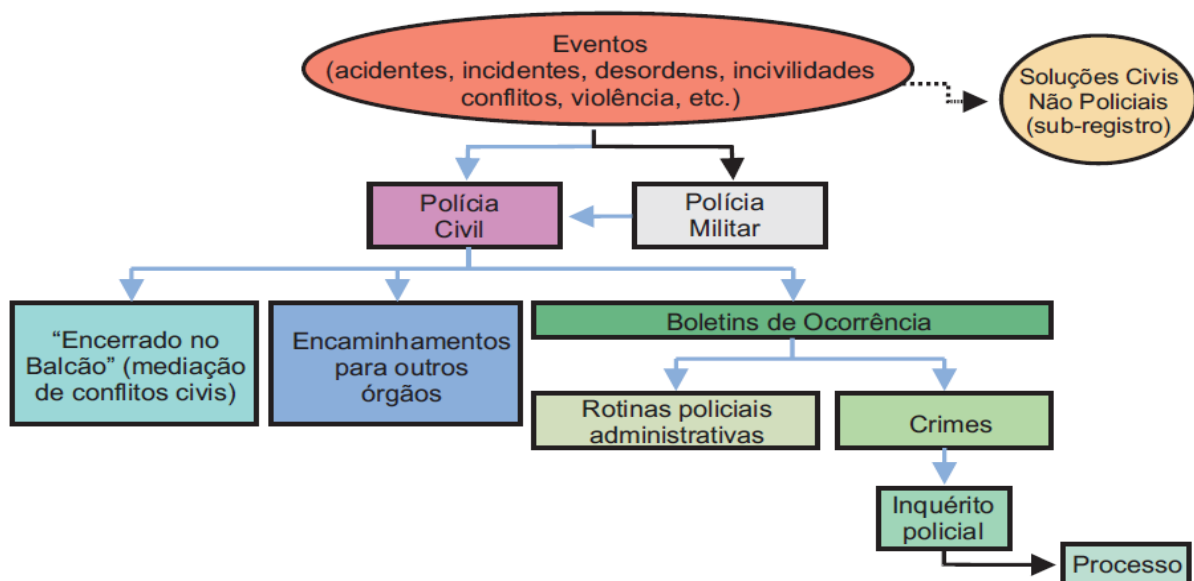 Eventos
(acidentes, incidentes, desordens, incivilidades
conflitos, violência, etc.)
Soluções Civis
Não Policiais
(sub-registro)
Polícia
Civil
Polícia
Militar
“Encerrado no
Balcão” (mediação
de conflitos civis)
Encaminhamentos
para outros
órgãos
Boletins de Ocorrência
Rotinas policiais
administrativas
Crimes
Inquérito
policial
Processo